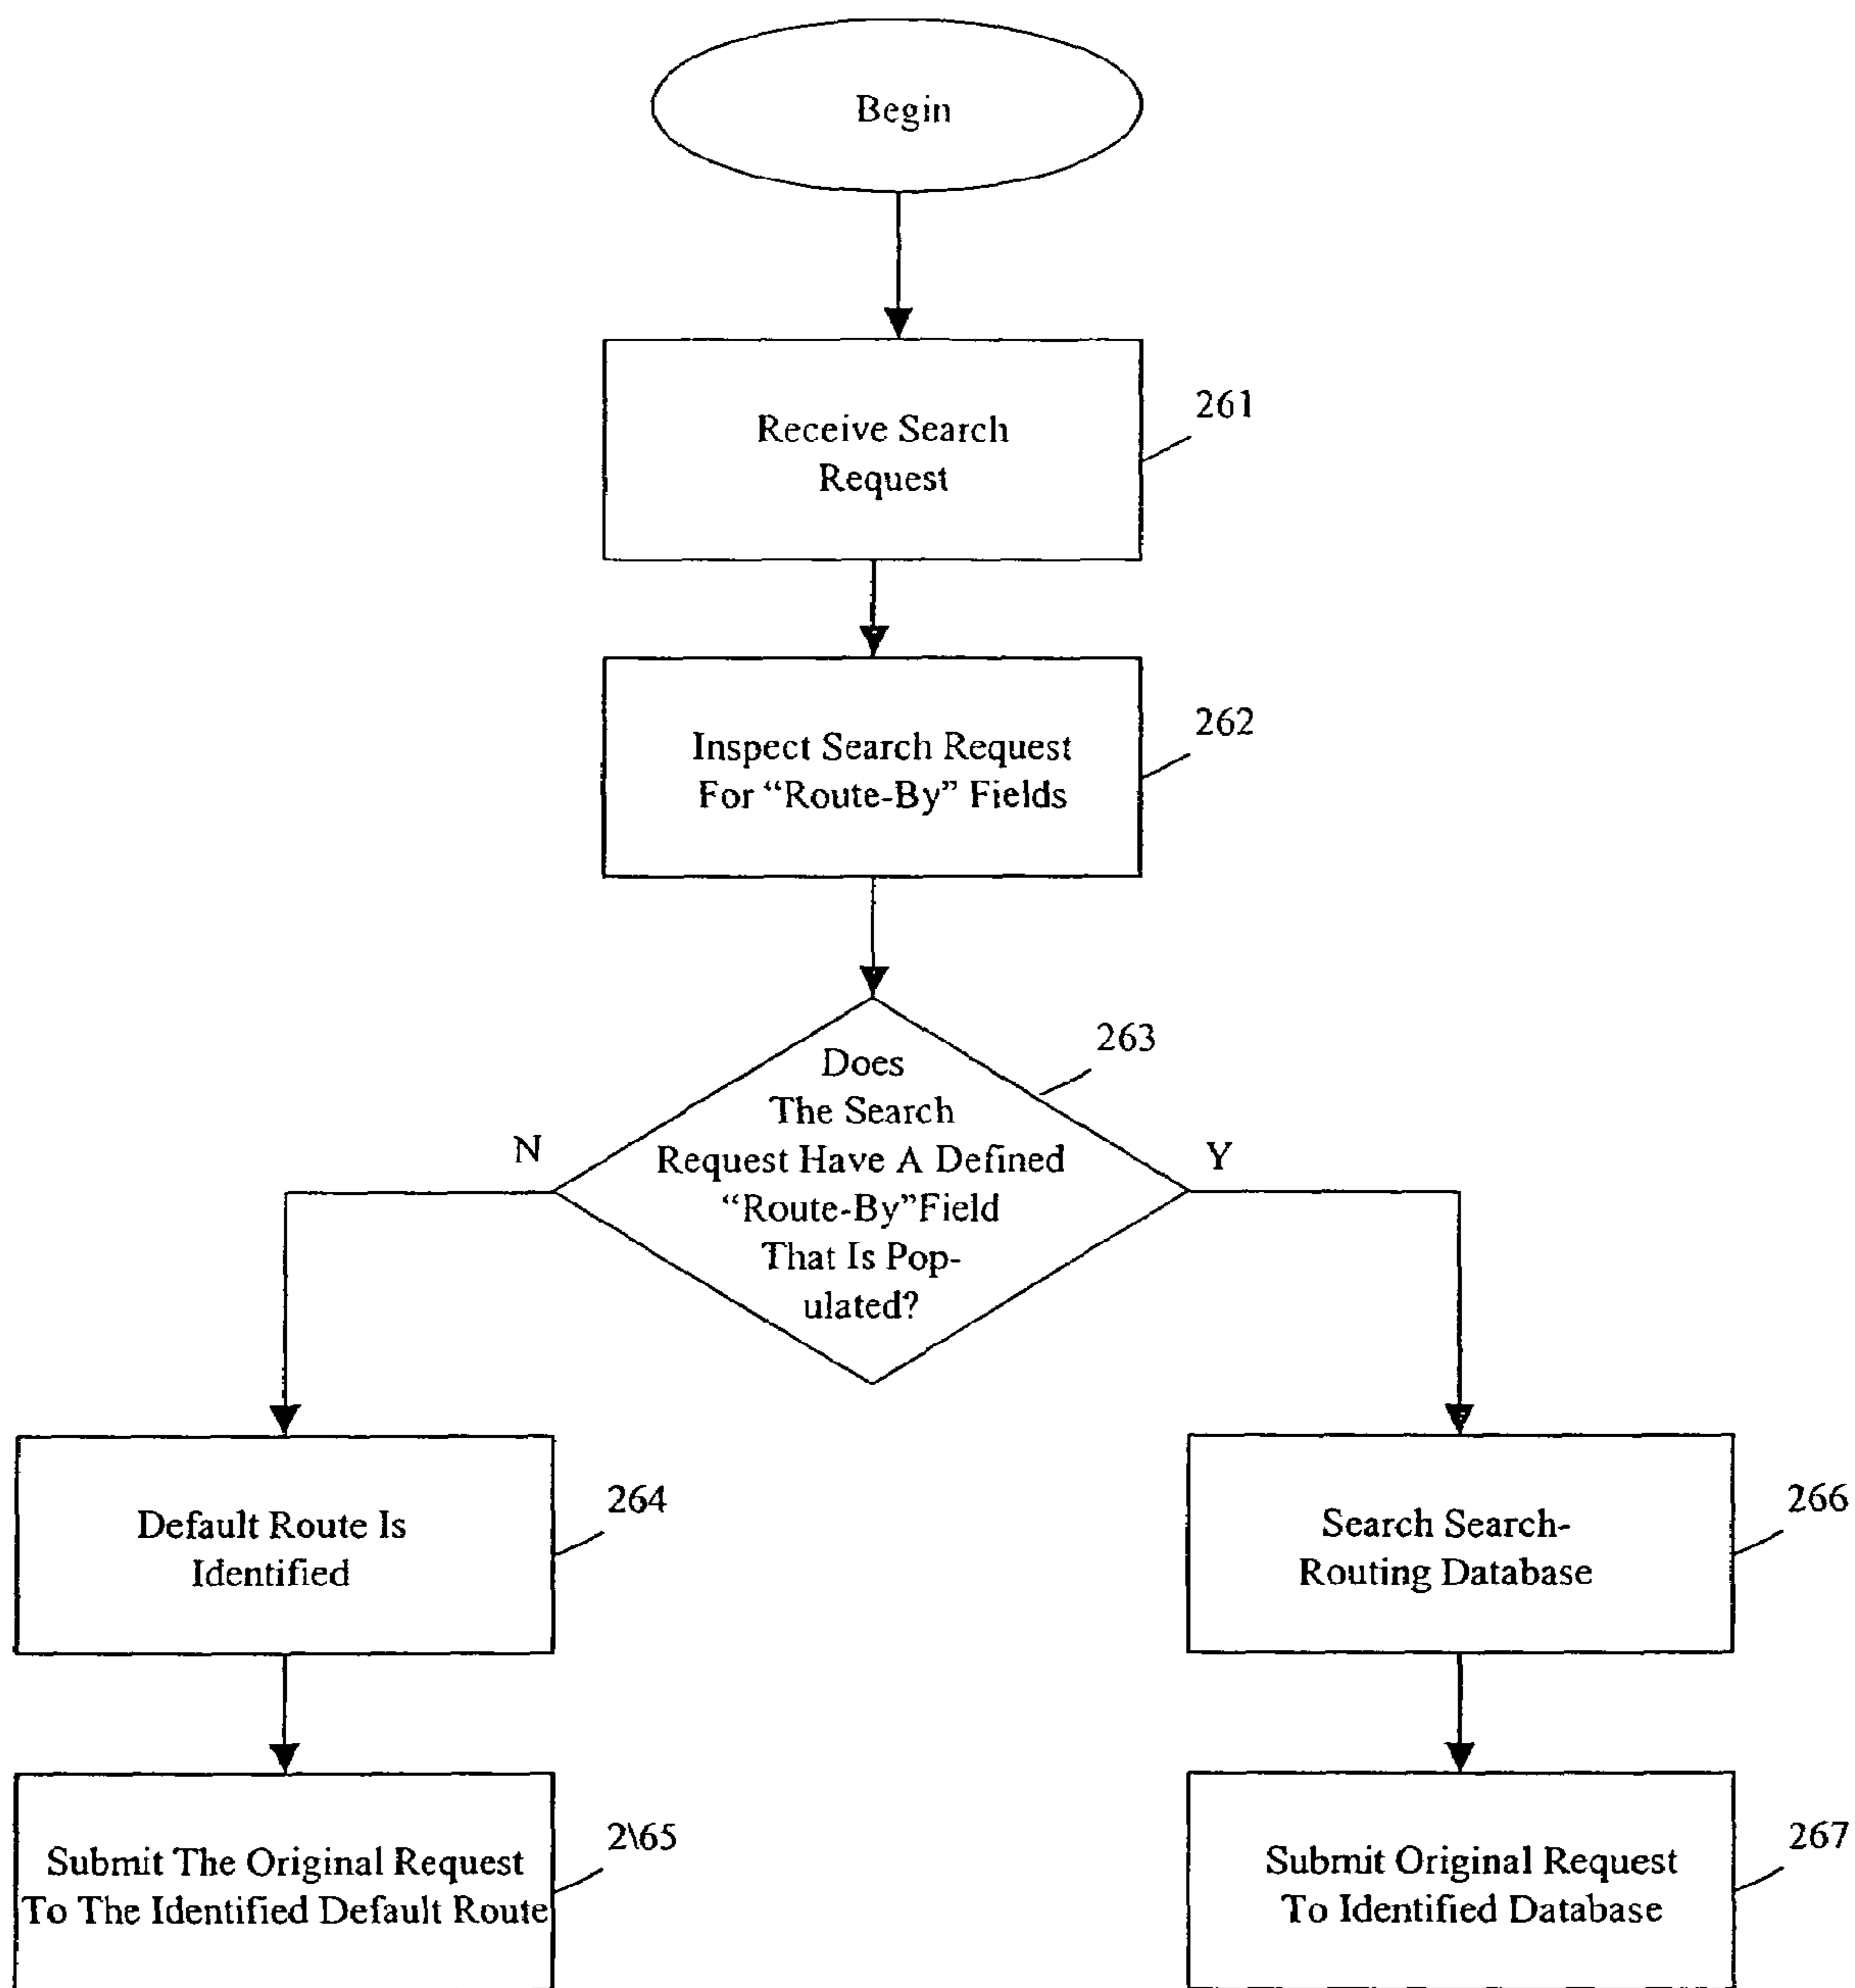 Begin
Receive Search
Request
261
Inspect Search Request
For “Route-By” Fields
262
Does
The Search
Request Have A Defined
“Route-By”Field
That Is Pop-
ulated?
263
N
Y
Default Route Is
Identified
264
Search Search-
Routing Database
266
Submit The Original Request
To The Identified Default Route
2\65
Submit Original Request
To Identified Database
267